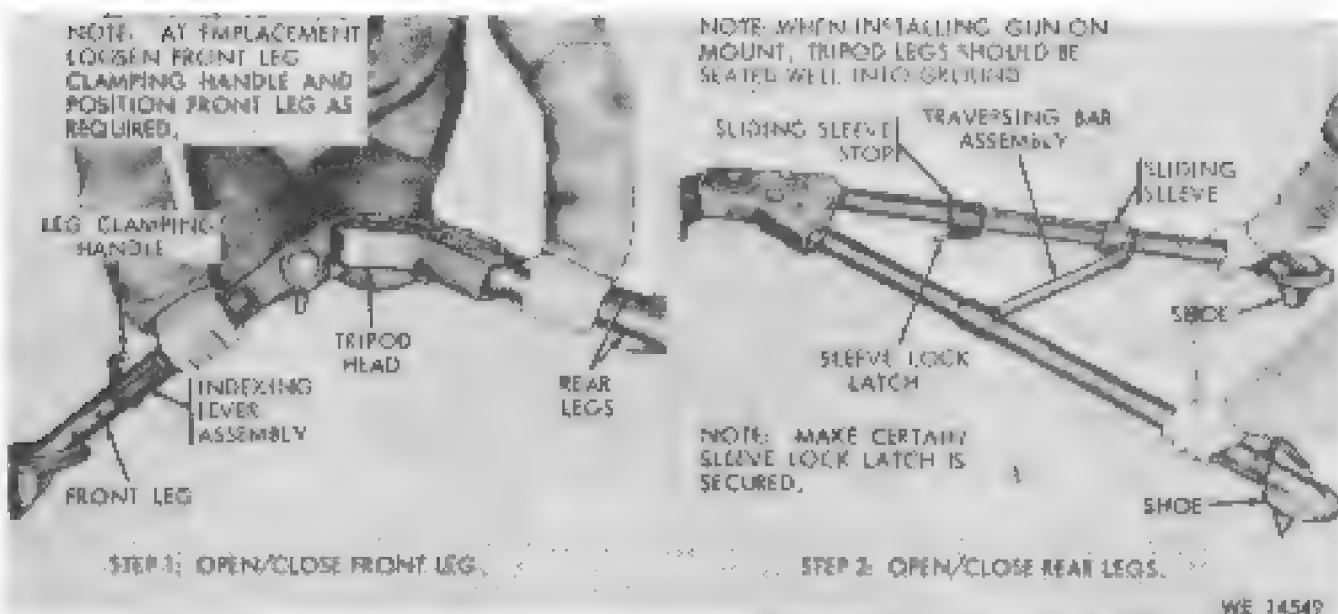 NOTE: AT EMPLACEMENT
LOOSEN FRONT LEG
CLAMPING HANDLE AND
POSITION FRONT LEG AS
REQUIRED.
LEG CLAMPING
HANDLE
TRIPOD
HEAD
INDEXING
LEVER
ASSEMBLY
REAR
LEGS
FRONT LEG
STEP 1: OPEN/CLOSE FRONT LEG.
NOTE: WHEN INSTALLING GUN ON
MOUNT, TRIPOD LEGS SHOULD BE
SEATED WELL INTO GROUND
SLIDING SLEEVE
STOP
TRAVERSING BAR
ASSEMBLY
SLIDING
SLEEVE
SHOE
SLEEVE LOCK
LATCH
NOTE: MAKE CERTAIN
SLEEVE LOCK LATCH IS
SECURED.
SHOE
STEP 2: OPEN/CLOSE REAR LEGS.
WE 14549